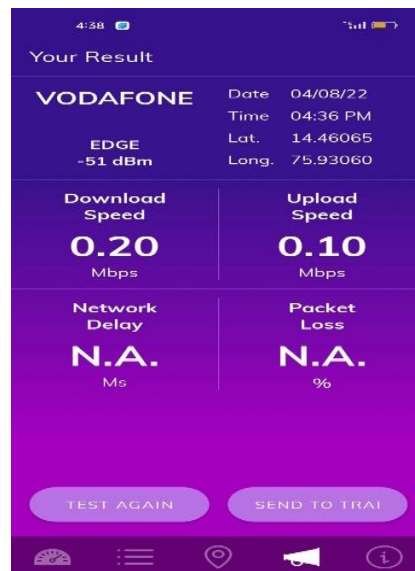 4:38
Your Result
VODAFONE
EDGE
-51 dBm
Date 04/08/22
Time 04:36 PM
Lat. 14.46065
Long. 75.93060
Download
Speed
0.20
Mbps
Upload
Speed
0.10
Mbps
Network
Delay
N.A.
Ms
Packet
Loss
N.A.
%
TEST AGAIN
SEND TO TRAI